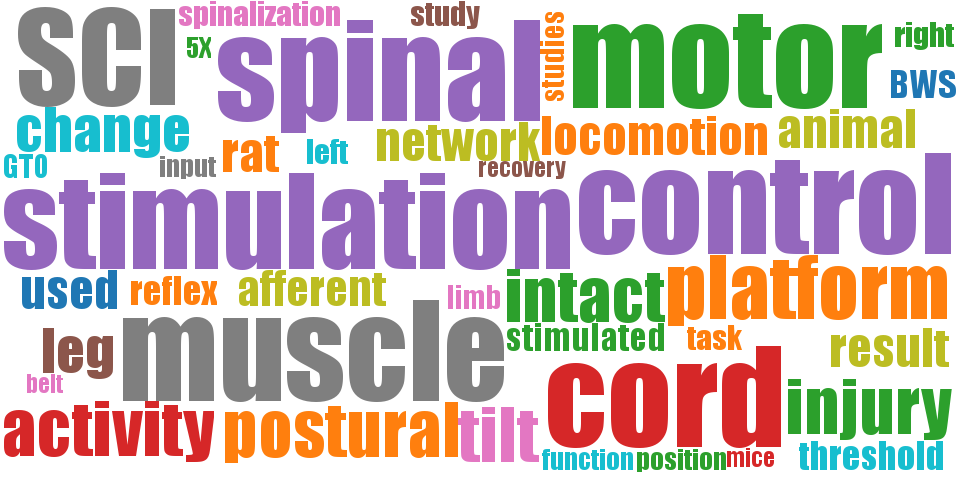 spinalization
study
sci
5X
spinal
studies
motor
right
BWS
change
GTO
input
rat
left
network
recovery
locomotion
animal
stimulation
control
used
reflex
afferent
limb
intact
platform
leg
belt
muscle
stimulated
task
result
activity
postural
tilt
cord
injury
function
position
mice
threshold